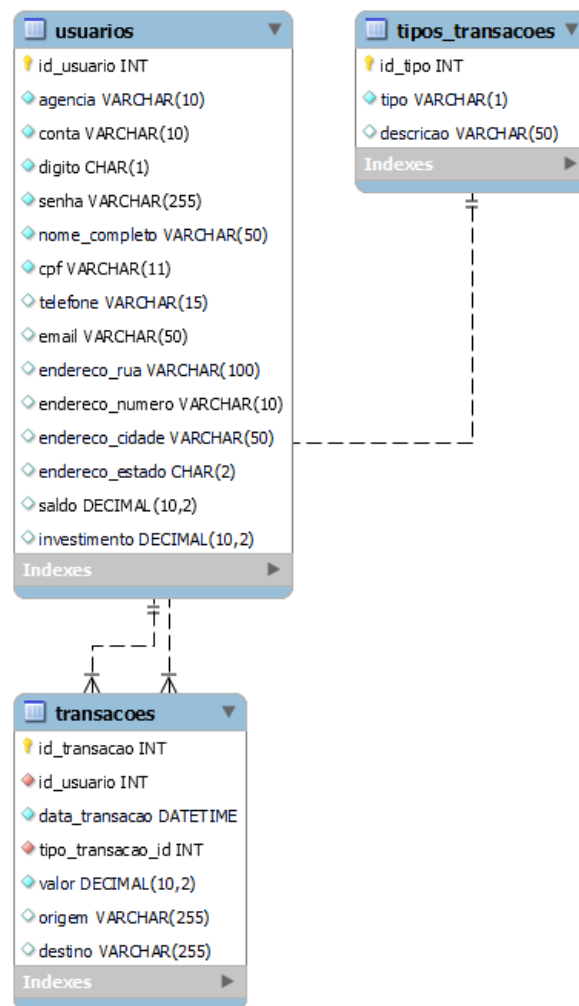 usuarios
id_usuario INT
agencia VARCHAR(10)
conta VARCHAR(10)
digito CHAR(1)
senha VARCHAR(255)
nome_completo VARCHAR(50)
cpf VARCHAR(11)
telefone VARCHAR(15)
email VARCHAR(50)
endereco_rua VARCHAR(100)
endereco_numero VARCHAR(10)
endereco_cidade VARCHAR(50)
endereco_estado CHAR(2)
saldo DECIMAL(10,2)
investimento DECIMAL(10,2)
Indexes
tipos_transacoes
id_tipo INT
tipo VARCHAR(1)
descricao VARCHAR(50)
Indexes
transacoes
id_transacao INT
id_usuario INT
data_transacao DATETIME
tipo_transacao_id INT
valor DECIMAL(10,2)
origem VARCHAR(255)
destino VARCHAR(255)
Indexes